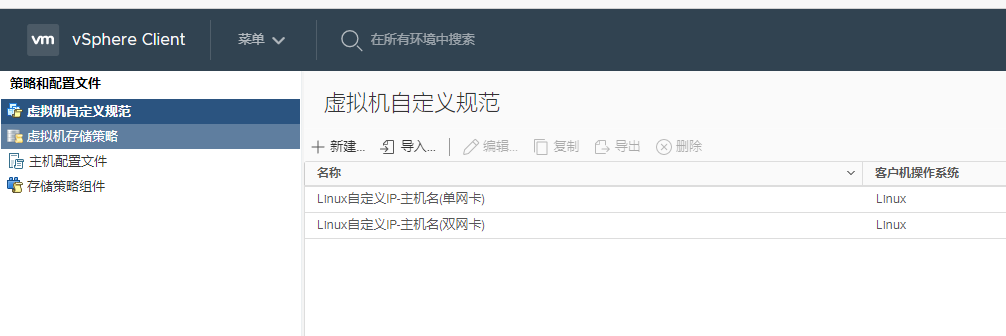 vm vSphere Client 菜单 在所有环境中搜索
策略和配置文件
虚拟机自定义规范
虚拟机存储策略
主机配置文件
存储策略组件
虚拟机自定义规范
新建... 导入... 编辑... 复制 导出 删除
名称 客户机操作系统
Linux自定义IP-主机名(单网卡) Linux
Linux自定义IP-主机名(双网卡) Linux